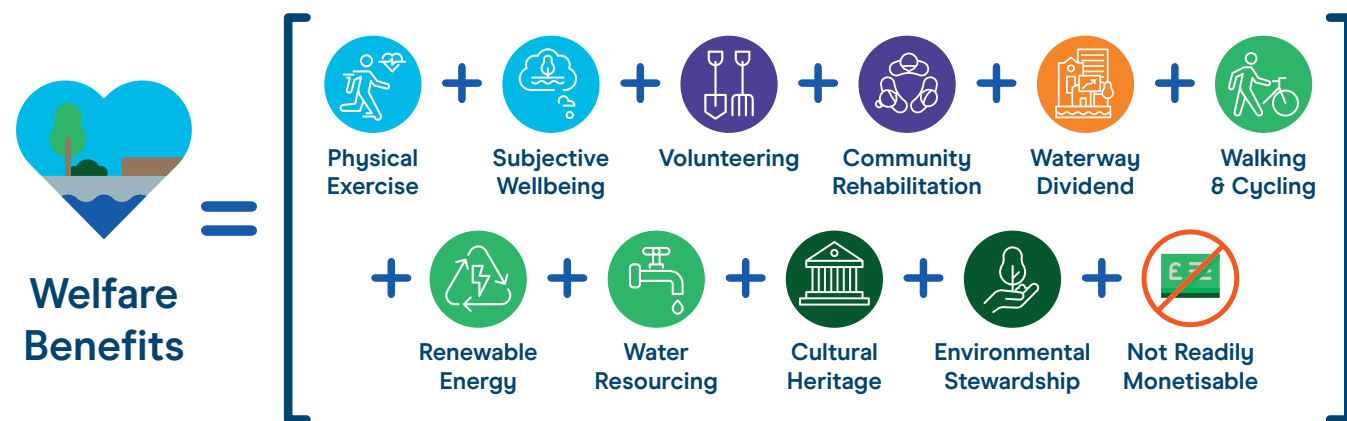 Welfare
Benefits
=
[
Physical
Exercise
+
Subjective
Wellbeing
+
Volunteering
+
Community
Rehabilitation
+
Waterway
Dividend
+
Walking
& Cycling
+
Renewable
Energy
+
Water
Resourcing
+
Cultural
Heritage
+
Environmental
Stewardship
+
£
Not Readily
Monetisable
]